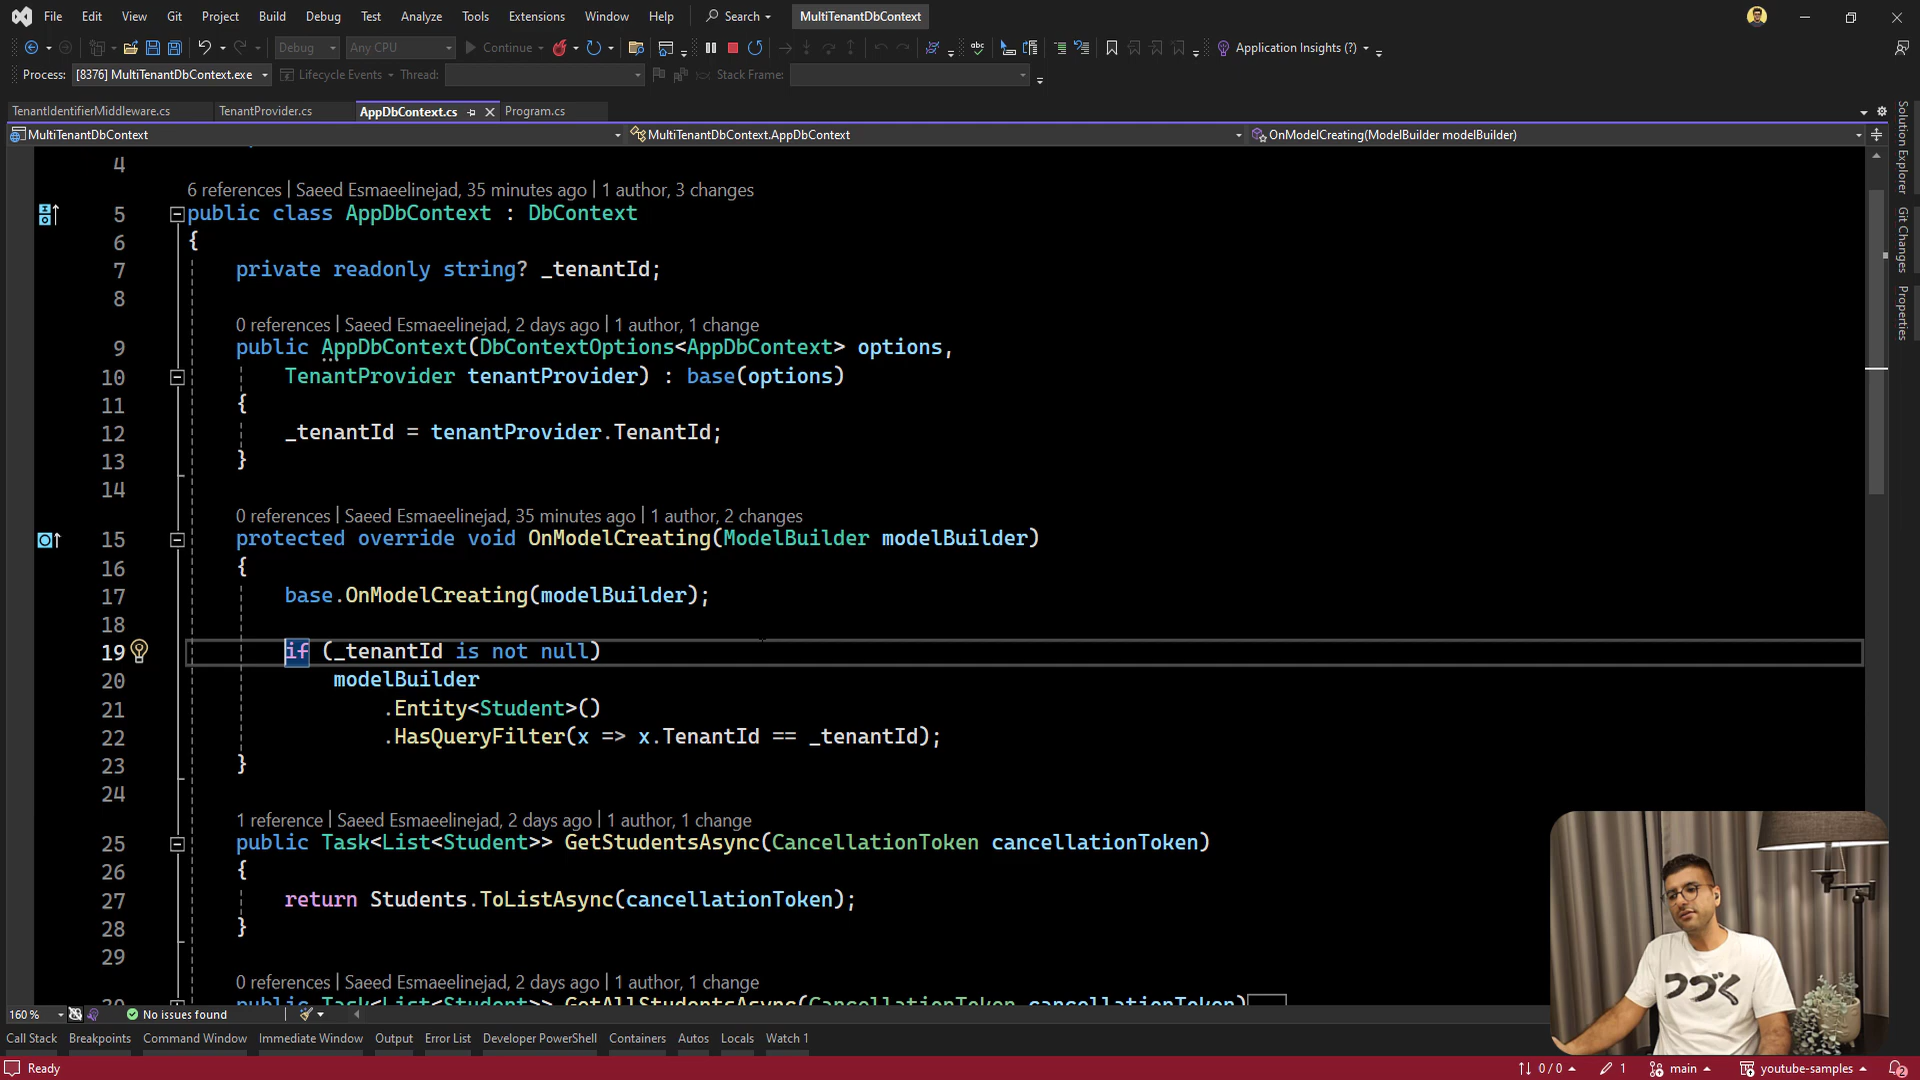 File Edit View Git Project Build Debug Test Analyze Tools Extensions Window Help Search MultiTenantDbContext
Debug Any CPU Continue Application Insights (?)
Process: [8376] MultiTenantDbContext.exe Lifecycle Events Thread: Stack Frame:
TenantIdentifierMiddleware.cs TenantProvider.cs AppDbContext.cs Program.cs
MultiTenantDbContext MultiTenantDbContext.AppDbContext OnModelCreating(ModelBuilder modelBuilder)
4
6 references | Saeed Esmaeelinejad, 35 minutes ago | 1 author, 3 changes
5 public class AppDbContext : DbContext
6 {
7 private readonly string? _tenantId;
8
0 references | Saeed Esmaeelinejad, 2 days ago | 1 author, 1 change
9 public AppDbContext(DbContextOptions<AppDbContext> options,
10 TenantProvider tenantProvider) : base(options)
11 {
12 _tenantId = tenantProvider.TenantId;
13 }
14
0 references | Saeed Esmaeelinejad, 35 minutes ago | 1 author, 2 changes
15 protected override void OnModelCreating(ModelBuilder modelBuilder)
16 {
17 base.OnModelCreating(modelBuilder);
18
19 if (_tenantId is not null)
20 modelBuilder
21 .Entity<Student>()
22 .HasQueryFilter(x => x.TenantId == _tenantId);
23 }
24
1 reference | Saeed Esmaeelinejad, 2 days ago | 1 author, 1 change
25 public Task<List<Student>> GetStudentsAsync(CancellationToken cancellationToken)
26 {
27 return Students.ToListAsync(cancellationToken);
28 }
29
0 references | Saeed Esmaeelinejad, 2 days ago | 1 author, 1 change
30 public Task<List<Student>> GetAllStudentsAsync(CancellationToken cancellationToken)
160 % No issues found
Call Stack Breakpoints Command Window Immediate Window Output Error List Developer PowerShell Containers Autos Locals Watch 1
Ready 0 / 0 1 main youtube-samples 2
Solution Explorer
Git Changes
Properties
つづく